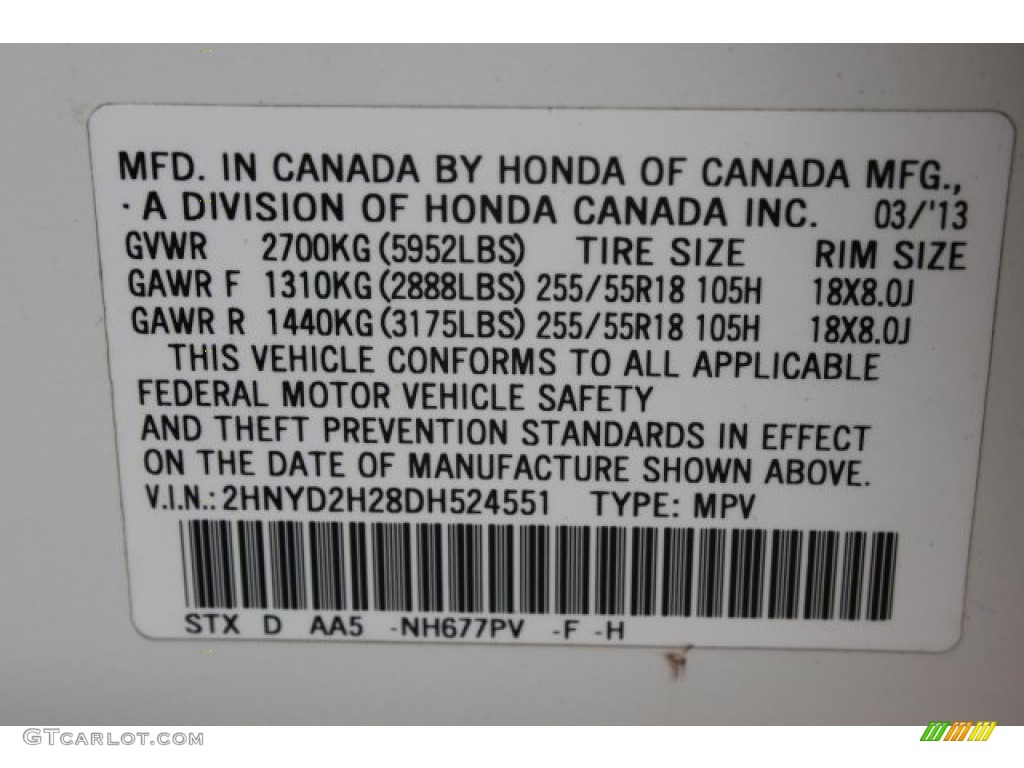 MFD. IN CANADA BY HONDA OF CANADA MFG.,
· A DIVISION OF HONDA CANADA INC. 03/'13
GVWR 2700KG (5952LBS) TIRE SIZE RIM SIZE
GAWR F 1310KG (2888LBS) 255/55R18 105H 18X8.0J
GAWR R 1440KG (3175LBS) 255/55R18 105H 18X8.0J
THIS VEHICLE CONFORMS TO ALL APPLICABLE
FEDERAL MOTOR VEHICLE SAFETY
AND THEFT PREVENTION STANDARDS IN EFFECT
ON THE DATE OF MANUFACTURE SHOWN ABOVE.
V.I.N.: 2HNYD2H28DH524551 TYPE: MPV
STX D AA5 -NH677PV -F -H
GTCARLOT.COM